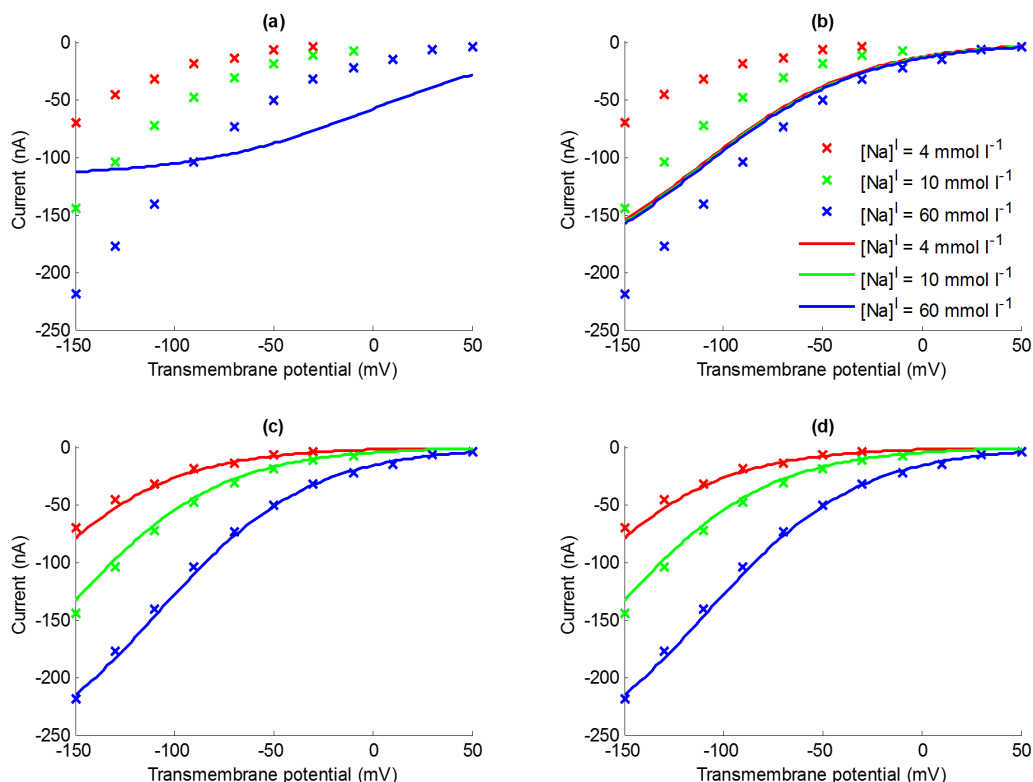 (a)
0
-50
-100
-150
-200
-250
Current (nA)
-150
-100
-50
0
50
Transmembrane potential (mV)
(b)
0
-50
-100
-150
-200
-250
Current (nA)
[Na]^I = 4 mmol l^-1
[Na]^I = 10 mmol l^-1
[Na]^I = 60 mmol l^-1
[Na]^I = 4 mmol l^-1
[Na]^I = 10 mmol l^-1
[Na]^I = 60 mmol l^-1
-150
-100
-50
0
50
Transmembrane potential (mV)
(c)
0
-50
-100
-150
-200
-250
Current (nA)
-150
-100
-50
0
50
Transmembrane potential (mV)
(d)
0
-50
-100
-150
-200
-250
Current (nA)
-150
-100
-50
0
50
Transmembrane potential (mV)